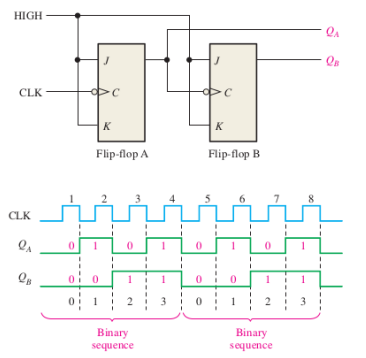 HIGH
Q_A
J
J
Q_B
CLK
C
C
K
K
Flip-flop A
Flip-flop B
1 2 3 4 5 6 7 8
CLK
Q_A 0 1 0 1 0 1 0 1
Q_B 0 0 1 1 0 0 1 1
0 1 2 3 0 1 2 3
Binary
sequence
Binary
sequence